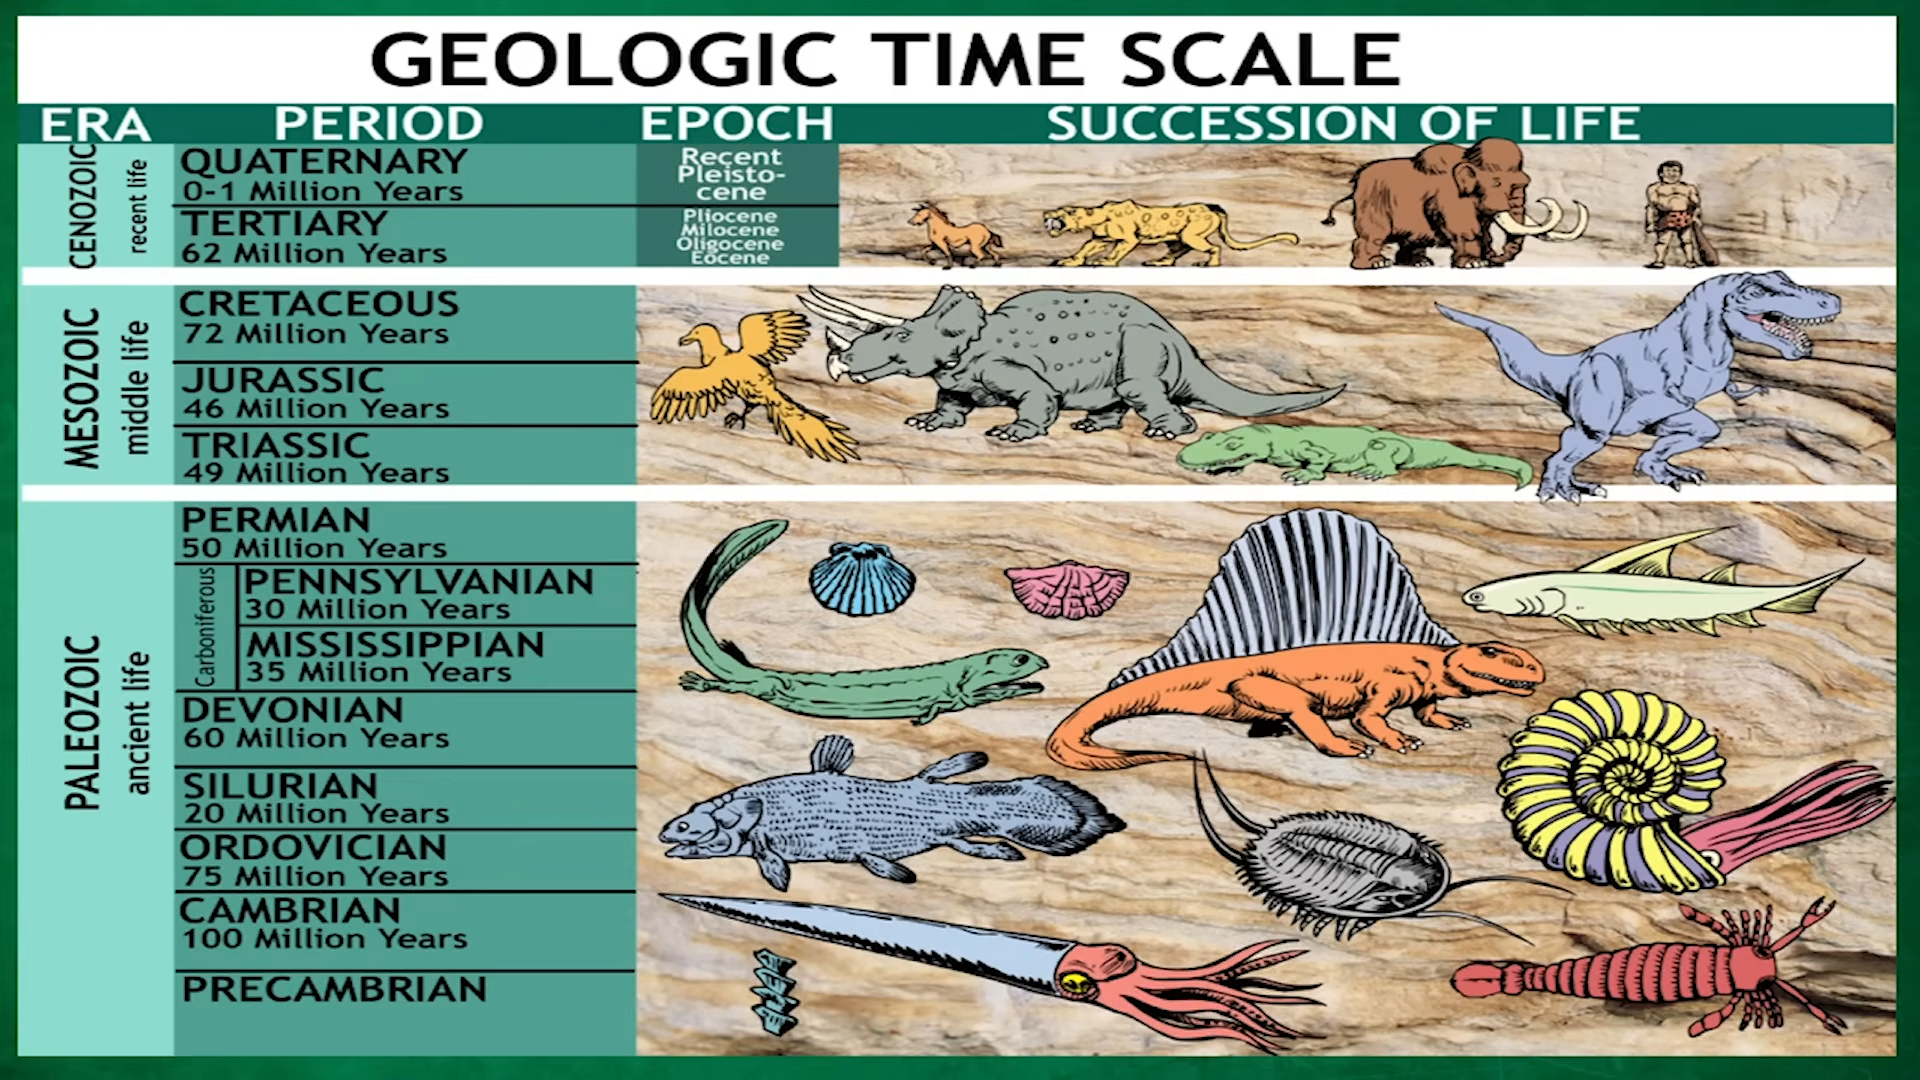 GEOLOGIC TIME SCALE
ERA PERIOD EPOCH SUCCESSION OF LIFE
CENOZOIC
recent life
QUATERNARY
0-1 Million Years
Recent
Pleisto-
cene
TERTIARY
62 Million Years
Pliocene
Milocene
Oligocene
Eocene
MESOZOIC
middle life
CRETACEOUS
72 Million Years
JURASSIC
46 Million Years
TRIASSIC
49 Million Years
PALEOZOIC
ancient life
PERMIAN
50 Million Years
Carboniferous
PENNSYLVANIAN
30 Million Years
MISSISSIPPIAN
35 Million Years
DEVONIAN
60 Million Years
SILURIAN
20 Million Years
ORDOVICIAN
75 Million Years
CAMBRIAN
100 Million Years
PRECAMBRIAN